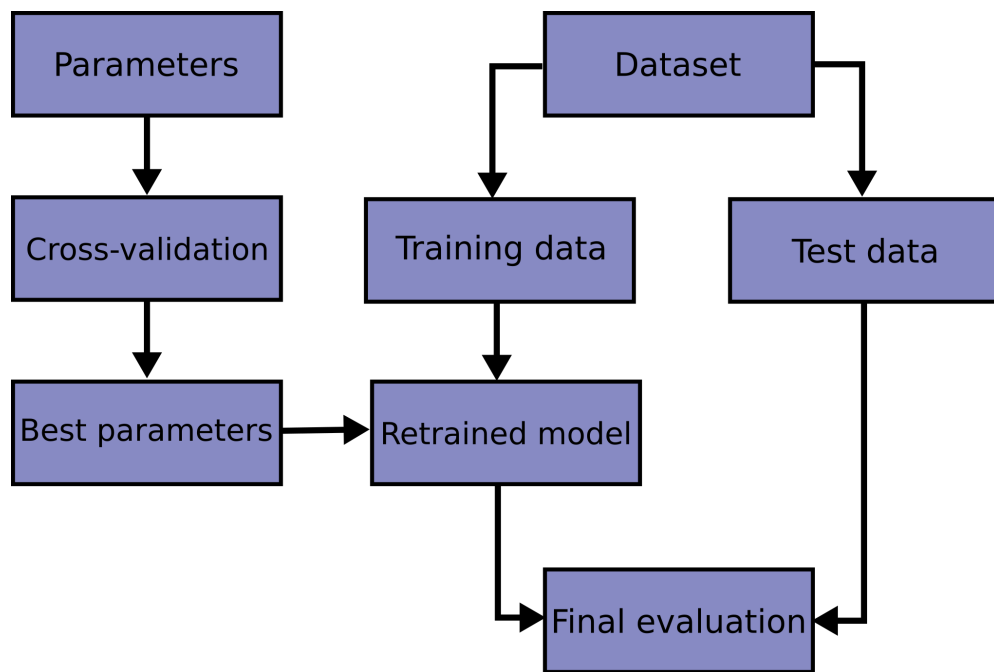 Parameters
Dataset
Cross-validation
Training data
Test data
Best parameters
Retrained model
Final evaluation